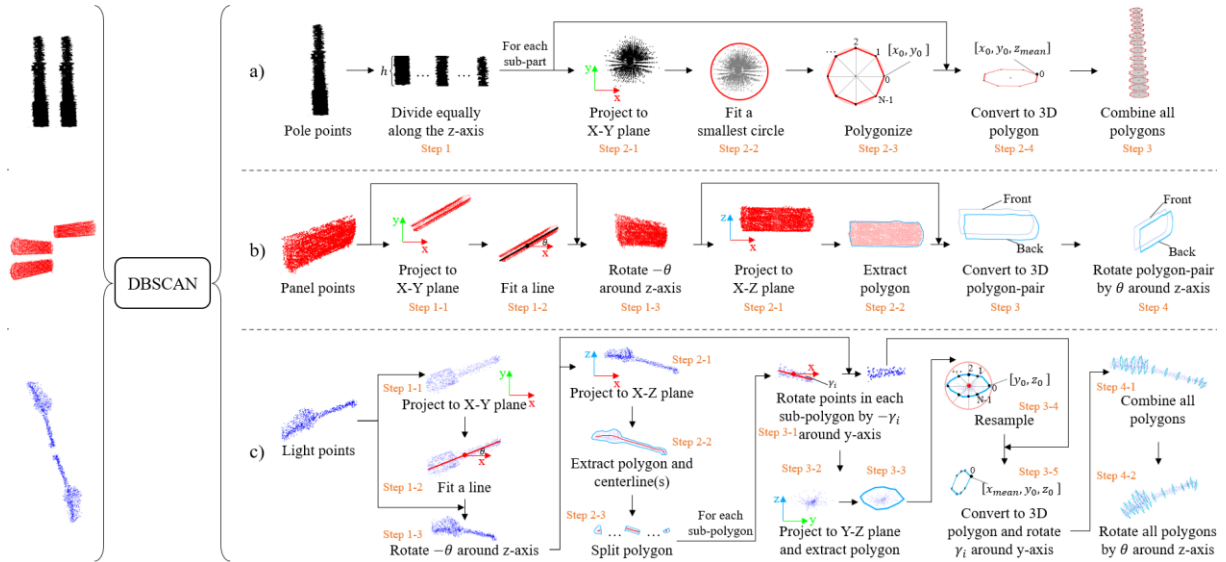 DBSCAN
a)
Pole points
h
... ...
Divide equally
along the z-axis
Step 1
For each
sub-part
y
x
Project to
X-Y plane
Step 2-1
Fit a
smallest circle
Step 2-2
...
2
1
0
N-1
[x₀, y₀]
Polygonize
Step 2-3
[x₀, y₀, z_mean]
0
Convert to 3D
polygon
Step 2-4
Combine all
polygons
Step 3
b)
Panel points
y
x
Project to
X-Y plane
Step 1-1
θ
x
Fit a line
Step 1-2
Rotate −θ
around z-axis
Step 1-3
z
x
Project to
X-Z plane
Step 2-1
Extract
polygon
Step 2-2
Front
Back
Convert to 3D
polygon-pair
Step 3
Front
Back
Rotate polygon-pair
by θ around z-axis
Step 4
c)
Light points
Step 1-1
y
x
Project to X-Y plane
θ
x
Step 1-2
Fit a line
Step 1-3
Rotate −θ around z-axis
z
x
Step 2-1
Project to X-Z plane
Step 2-2
Extract polygon and
centerline(s)
Step 2-3
... ...
Split polygon
For each
sub-polygon
x
γᵢ
Rotate points in each
sub-polygon by −γᵢ
around y-axis
Step 3-1
Step 3-2
Step 3-3
z
y
Project to Y-Z plane
and extract polygon
...
2
1
0
N-1
[y₀, z₀]
Step 3-4
Resample
0
Step 3-5
[x_mean, y₀, z₀]
Convert to 3D
polygon and rotate
γᵢ around y-axis
Step 4-1
Combine all
polygons
Step 4-2
Rotate all polygons
by θ around z-axis